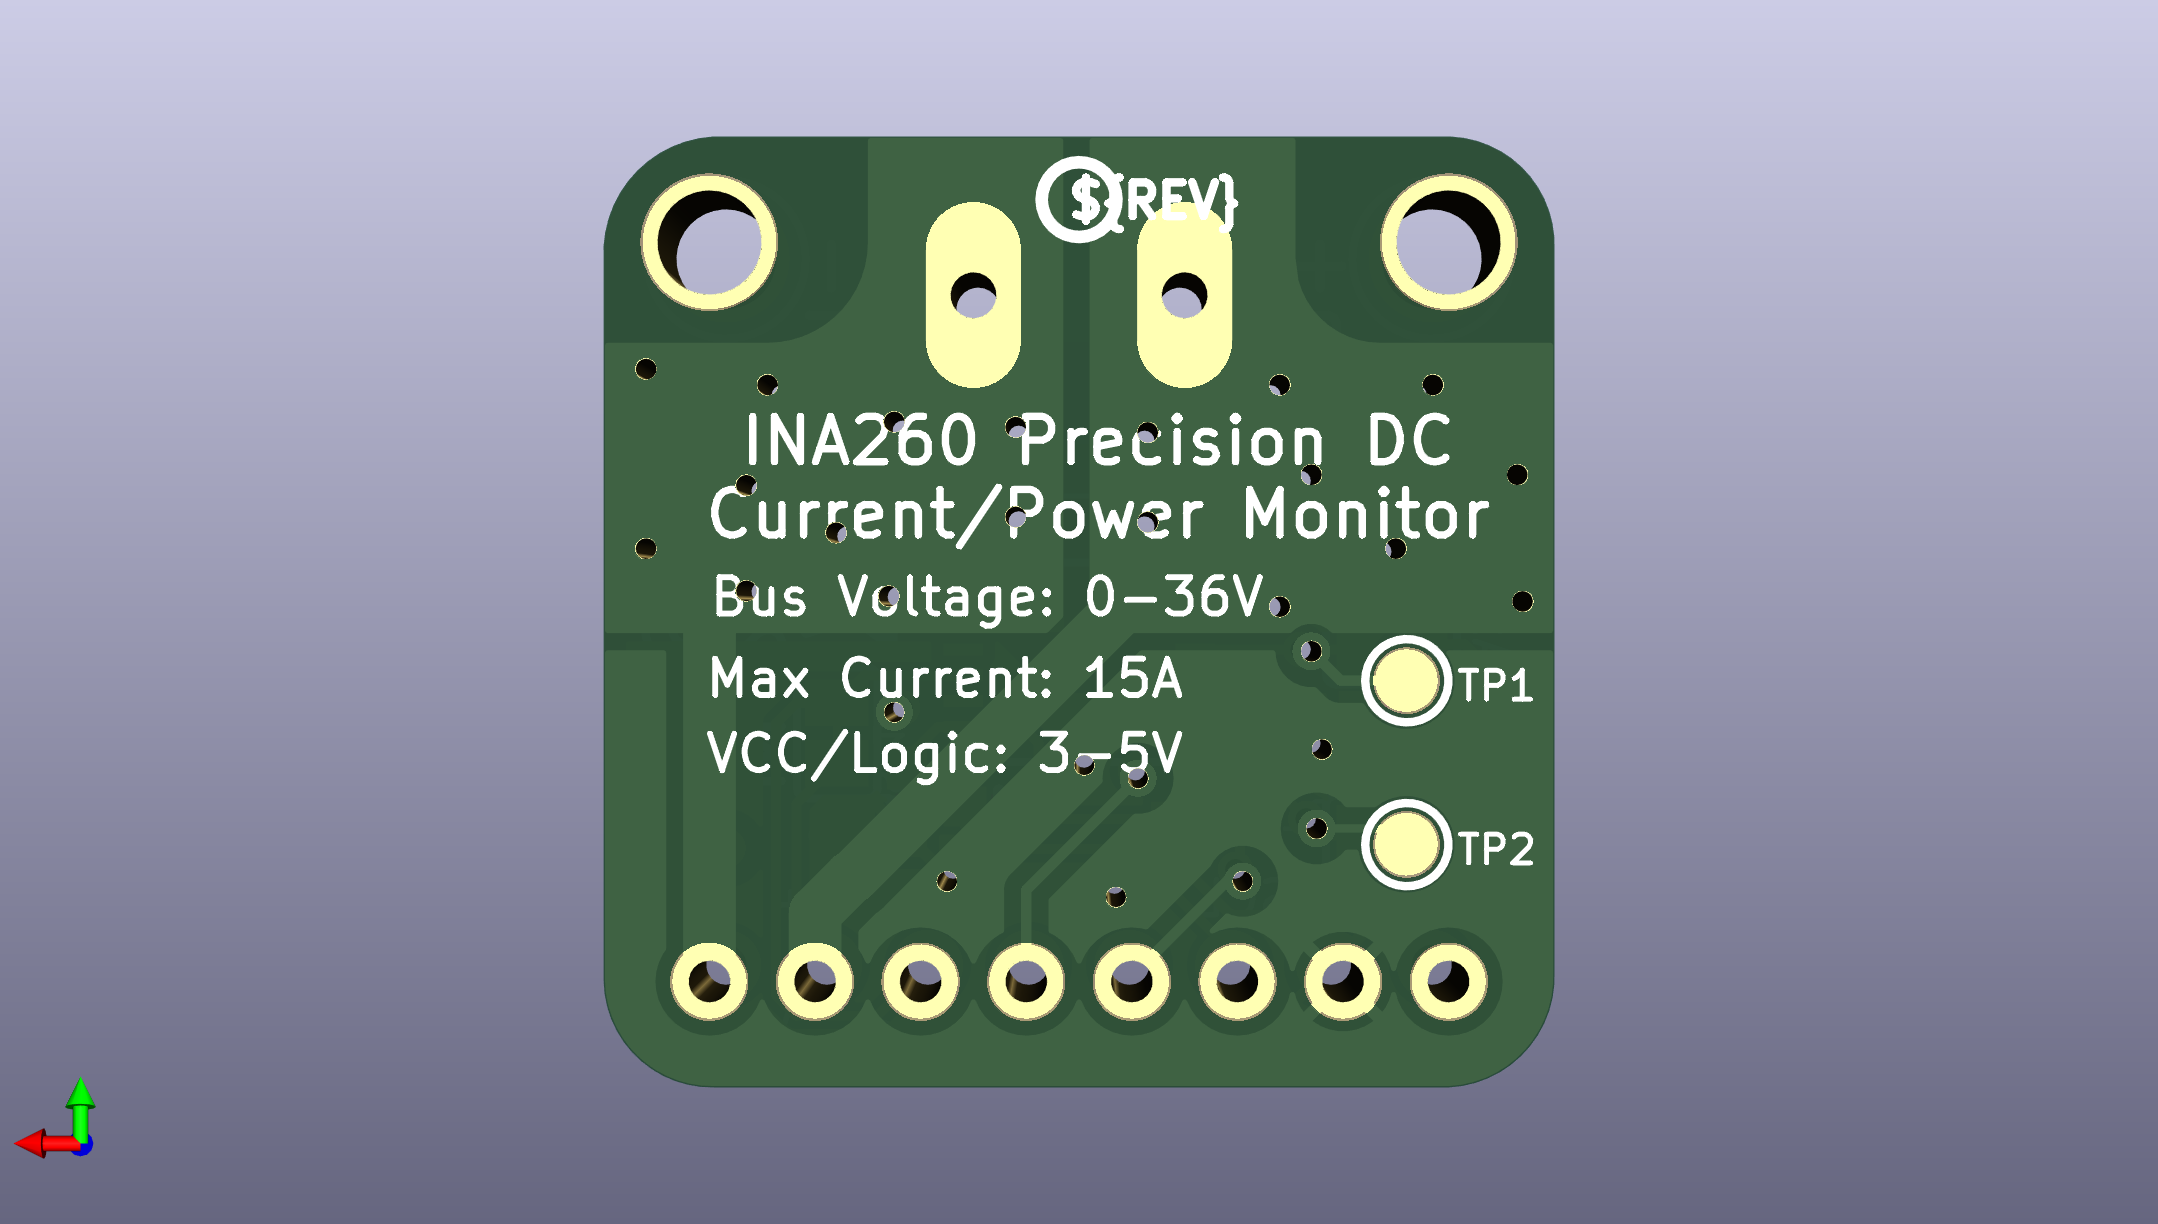 ${REV}
INA260 Precision DC
Current/Power Monitor
Bus Voltage: 0-36V
Max Current: 15A
TP1
VCC/Logic: 3-5V
TP2